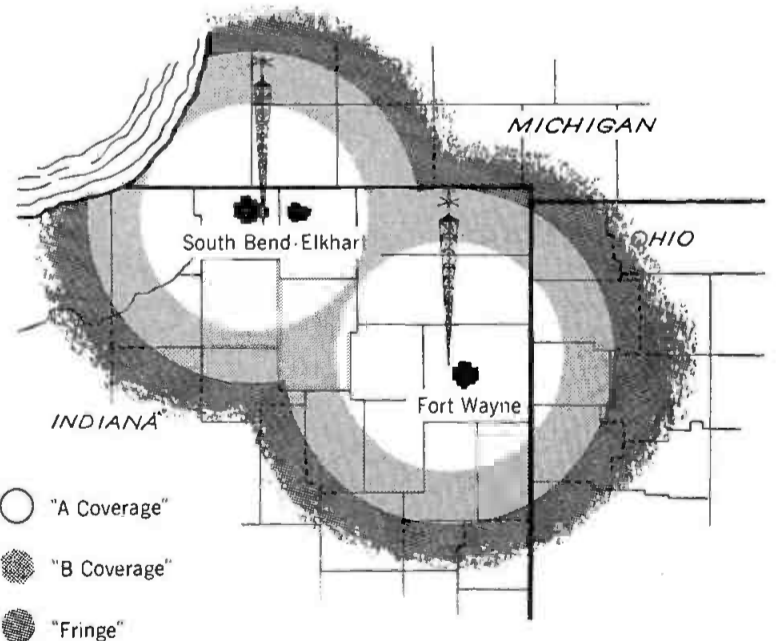 MICHIGAN
OHIO
South Bend-Elkhart
Fort Wayne
INDIANA
"A Coverage"
"B Coverage"
"Fringe"